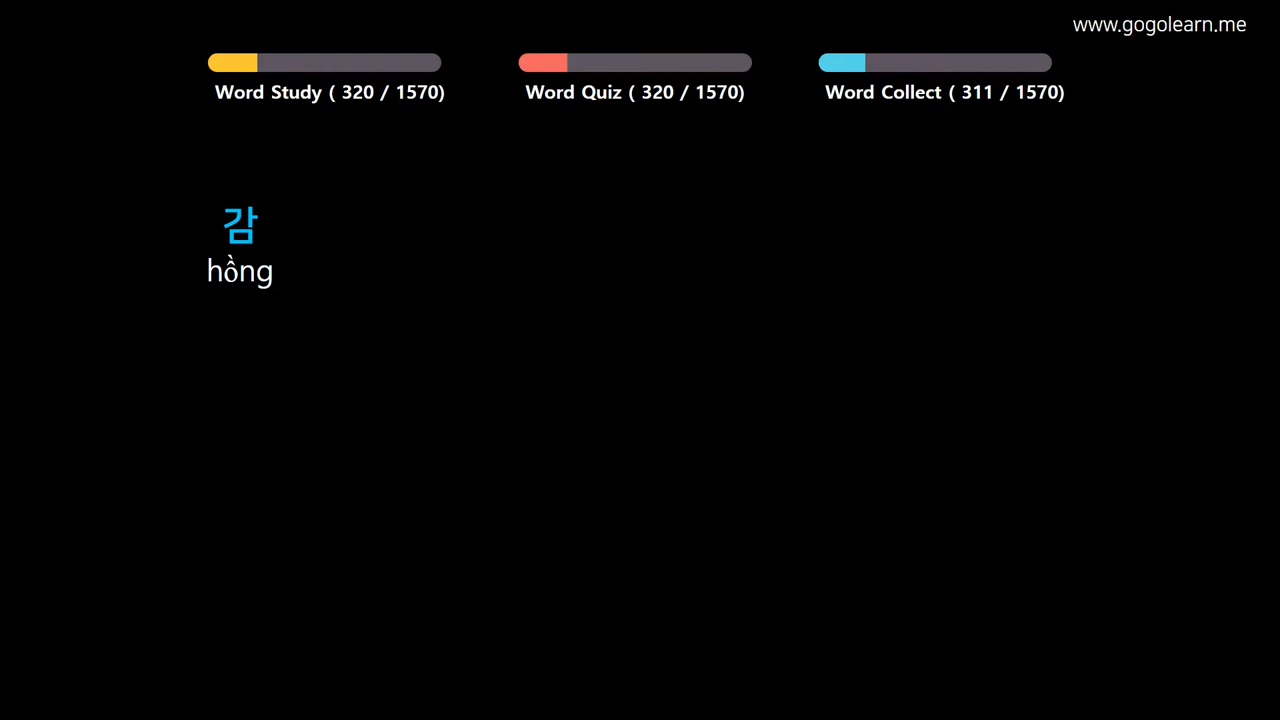 www.gogolearn.me
Word Study ( 320 / 1570)
Word Quiz ( 320 / 1570)
Word Collect ( 311 / 1570)
감
hồng